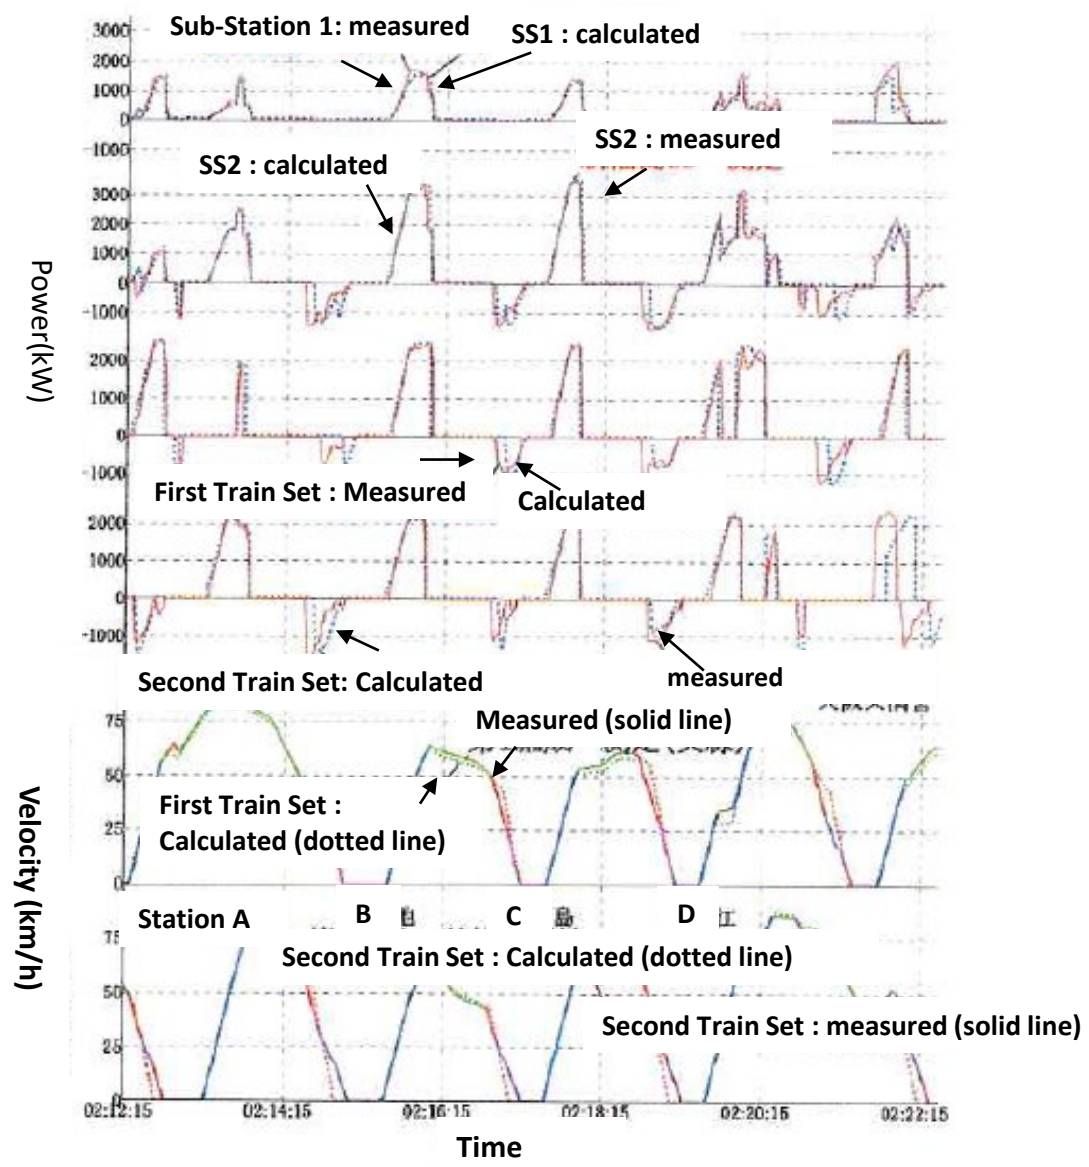 Sub-Station 1: measured
SS1 : calculated
3000
2000
1000
0
SS2 : measured
SS2 : calculated
-1000
3000
2000
1000
0
-1000
Power(kW)
2000
1000
0
-1000
First Train Set : Measured
Calculated
2000
1000
0
-1000
Second Train Set: Calculated
measured
Measured (solid line)
75
50
25
0
First Train Set :
Calculated (dotted line)
Velocity (km/h)
Station A
B
C
島
D
江
75
50
25
0
Second Train Set : Calculated (dotted line)
Second Train Set : measured (solid line)
02:12:15
02:14:15
02:16:15
02:18:15
02:20:15
02:22:15
Time